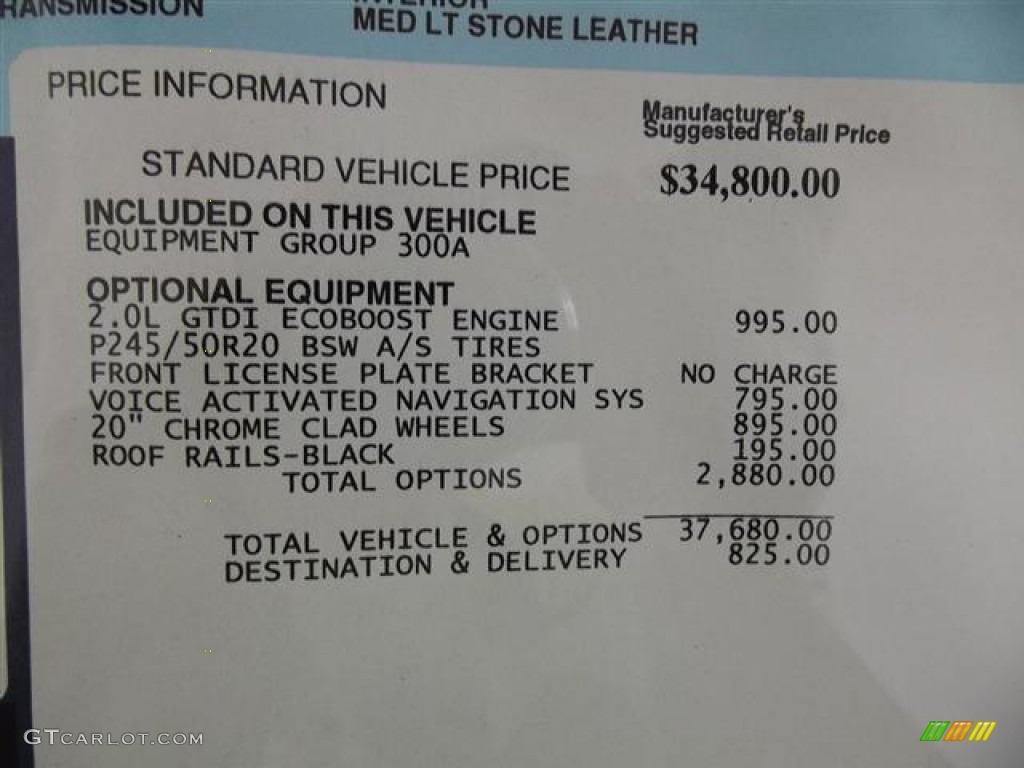 RANSMISSION
INTERIOR
MED LT STONE LEATHER
PRICE INFORMATION
Manufacturer's
Suggested Retail Price
STANDARD VEHICLE PRICE $34,800.00
INCLUDED ON THIS VEHICLE
EQUIPMENT GROUP 300A
OPTIONAL EQUIPMENT
2.0L GTDI ECOBOOST ENGINE 995.00
P245/50R20 BSW A/S TIRES
FRONT LICENSE PLATE BRACKET NO CHARGE
VOICE ACTIVATED NAVIGATION SYS 795.00
20" CHROME CLAD WHEELS 895.00
ROOF RAILS-BLACK 195.00
TOTAL OPTIONS 2,880.00
TOTAL VEHICLE & OPTIONS 37,680.00
DESTINATION & DELIVERY 825.00
GTCARLOT.COM